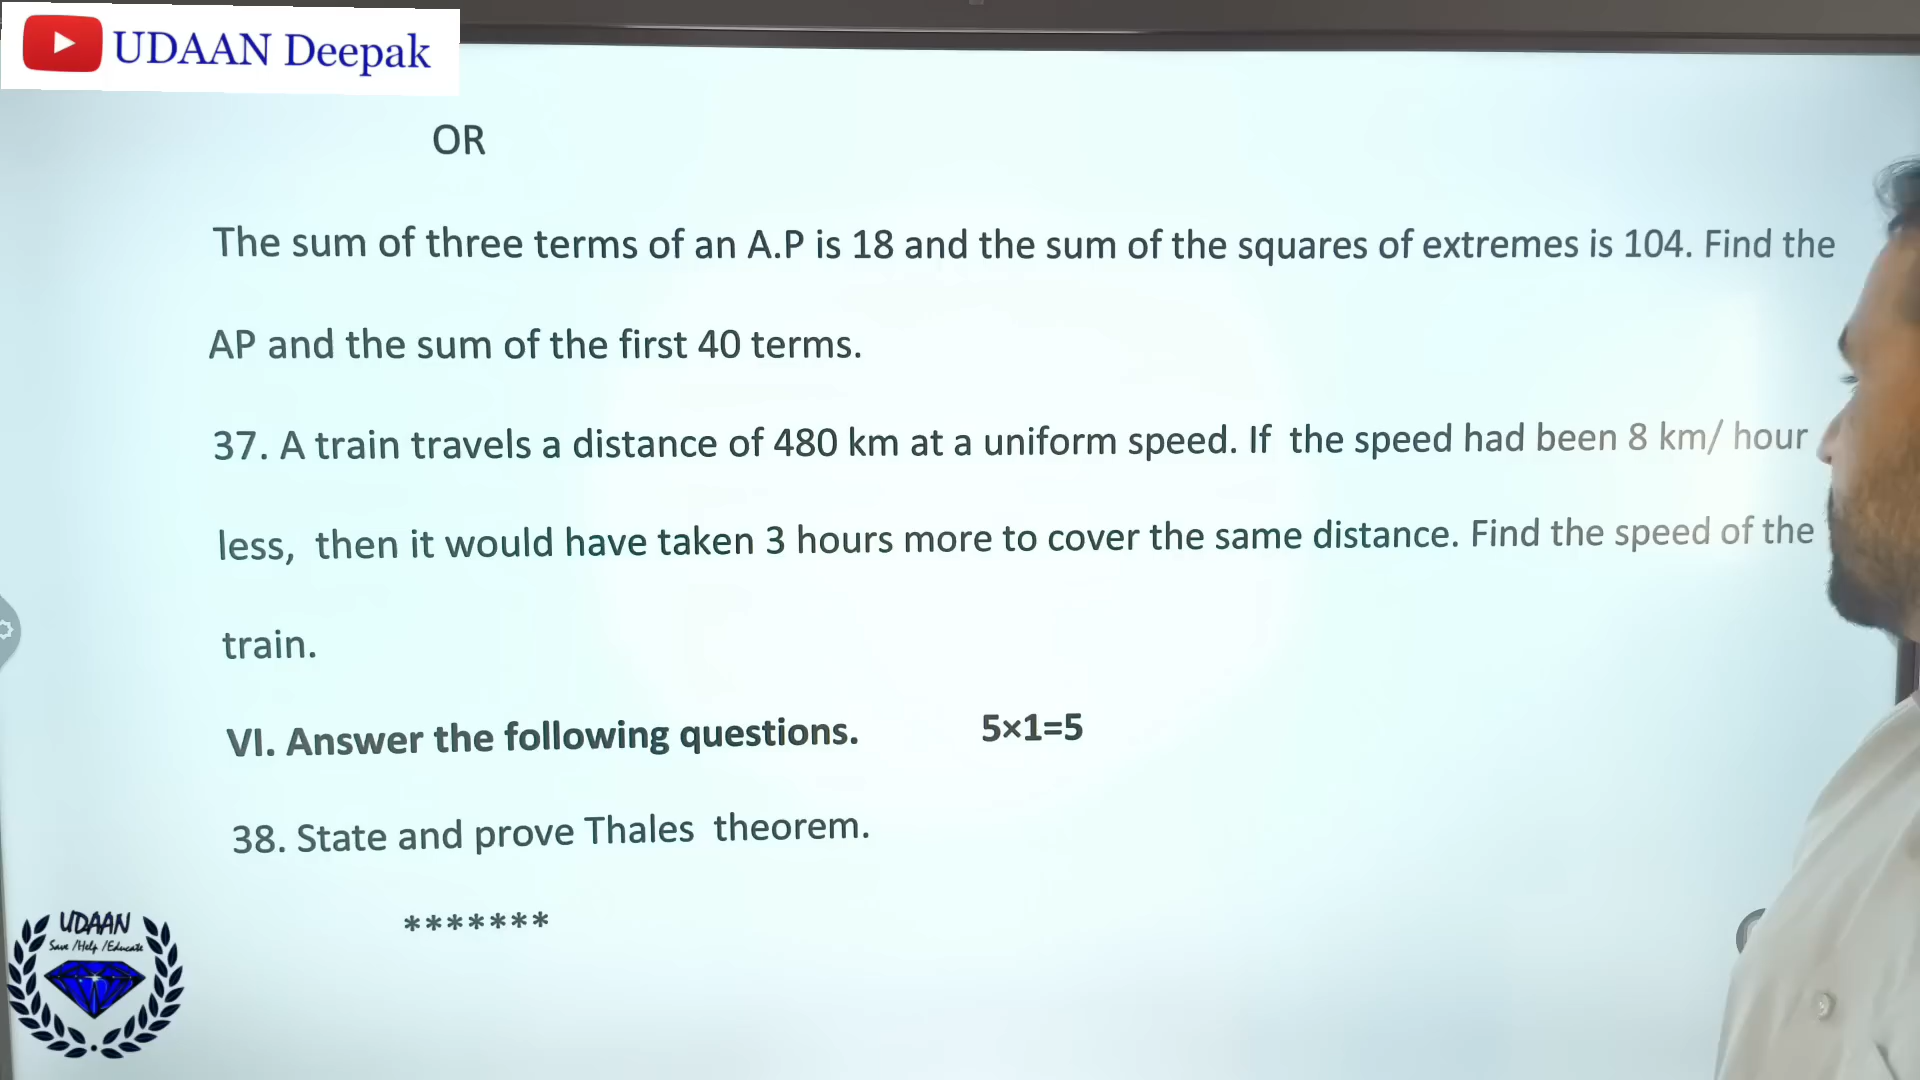 UDAAN Deepak
OR
The sum of three terms of an A.P is 18 and the sum of the squares of extremes is 104. Find the
AP and the sum of the first 40 terms.
37. A train travels a distance of 480 km at a uniform speed. If the speed had been 8 km/ hour
less, then it would have taken 3 hours more to cover the same distance. Find the speed of the
train.
VI. Answer the following questions. 5×1=5
38. State and prove Thales theorem.
*******
UDAAN
Save /Help /Educate